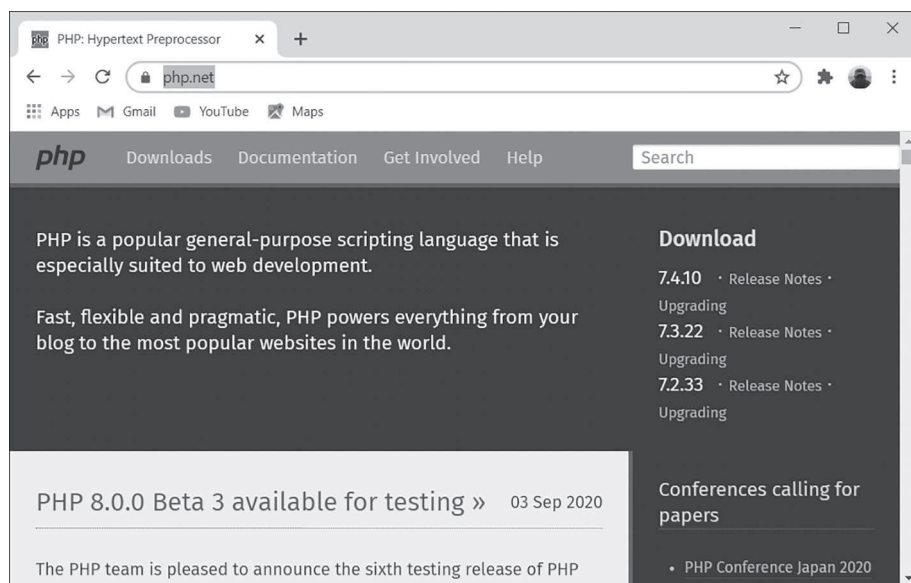 php PHP: Hypertext Preprocessor
php.net
Apps Gmail YouTube Maps
php Downloads Documentation Get Involved Help Search
PHP is a popular general-purpose scripting language that is
especially suited to web development.
Fast, flexible and pragmatic, PHP powers everything from your
blog to the most popular websites in the world.
Download
7.4.10 · Release Notes ·
Upgrading
7.3.22 · Release Notes ·
Upgrading
7.2.33 · Release Notes ·
Upgrading
PHP 8.0.0 Beta 3 available for testing » 03 Sep 2020
The PHP team is pleased to announce the sixth testing release of PHP
Conferences calling for
papers
• PHP Conference Japan 2020